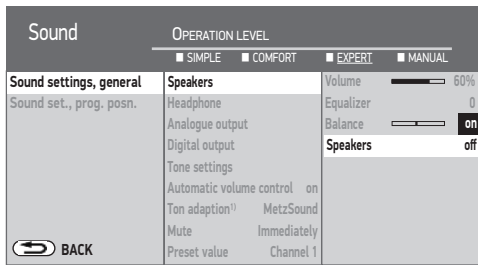 Sound
OPERATION LEVEL
SIMPLE COMFORT EXPERT MANUAL
Sound settings, general
Sound set., prog. posn.
BACK
Speakers
Headphone
Analogue output
Digital output
Tone settings
Automatic volume control on
Ton adaption1) MetzSound
Mute Immediately
Preset value Channel 1
Volume 60%
Equalizer 0
Balance on
Speakers off